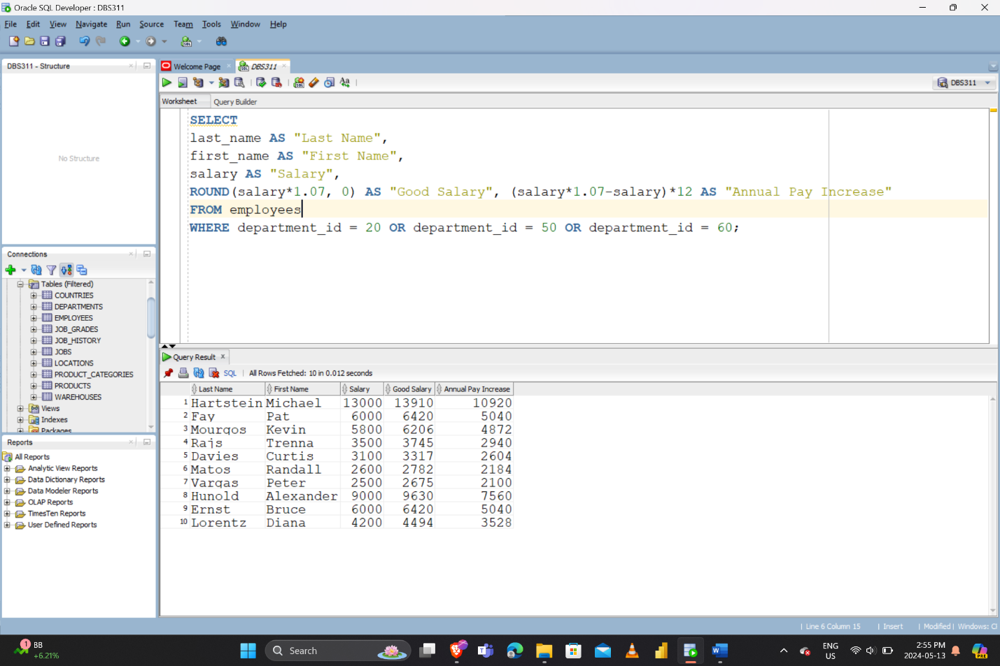 Oracle SQL Developer : DBS311
File Edit View Navigate Run Source Team Tools Window Help
DBS311 - Structure
Welcome Page
DBS311
DBS311
Worksheet
Query Builder
No Structure
SELECT
last_name AS "Last Name",
first_name AS "First Name",
salary AS "Salary",
ROUND(salary*1.07, 0) AS "Good Salary", (salary*1.07-salary)*12 AS "Annual Pay Increase"
FROM employees
WHERE department_id = 20 OR department_id = 50 OR department_id = 60;
Connections
Tables (Filtered)
COUNTRIES
DEPARTMENTS
EMPLOYEES
JOB_GRADES
JOB_HISTORY
JOBS
LOCATIONS
PRODUCT_CATEGORIES
PRODUCTS
WAREHOUSES
Views
Indexes
Packages
Query Result
SQL | All Rows Fetched: 10 in 0.012 seconds
Last Name First Name Salary Good Salary Annual Pay Increase
1 Hartstein Michael 13000 13910 10920
2 Fay Pat 6000 6420 5040
3 Mourgos Kevin 5800 6206 4872
4 Rajs Trenna 3500 3745 2940
5 Davies Curtis 3100 3317 2604
6 Matos Randall 2600 2782 2184
7 Vargas Peter 2500 2675 2100
8 Hunold Alexander 9000 9630 7560
9 Ernst Bruce 6000 6420 5040
10 Lorentz Diana 4200 4494 3528
Reports
All Reports
Analytic View Reports
Data Dictionary Reports
Data Modeler Reports
OLAP Reports
TimesTen Reports
User Defined Reports
| Line 6 Column 15 | Insert | Modified | Windows:
1
BB
+6.21%
Search
ENG
US
2:55 PM
2024-05-13
PRE